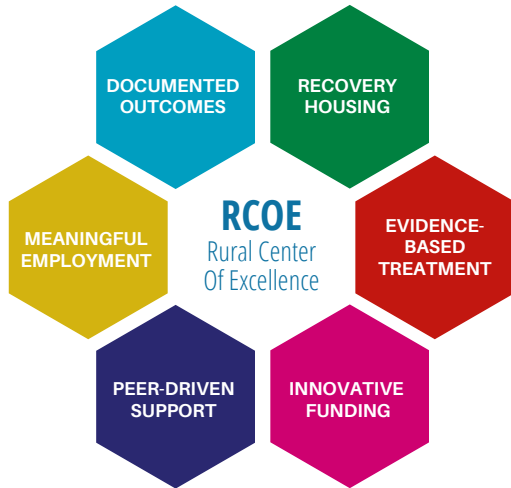 DOCUMENTED
OUTCOMES
RECOVERY
HOUSING
MEANINGFUL
EMPLOYMENT
RCOE
Rural Center
Of Excellence
EVIDENCE-
BASED
TREATMENT
PEER-DRIVEN
SUPPORT
INNOVATIVE
FUNDING